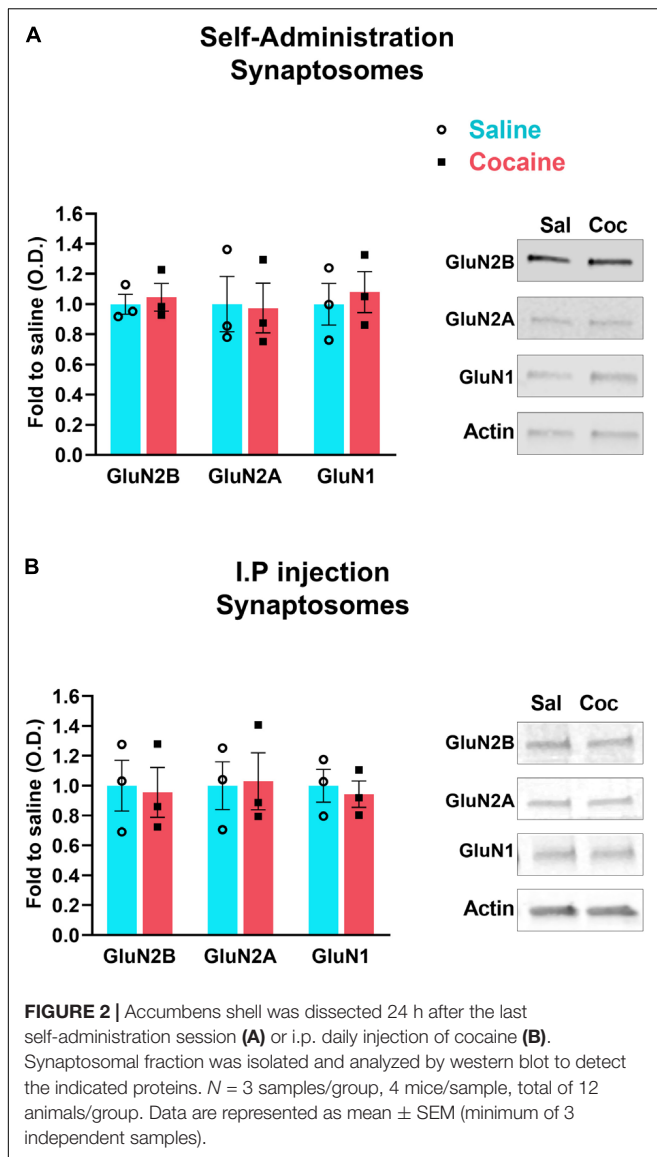 A
Self-Administration
Synaptosomes
Saline
Cocaine
Fold to saline (O.D.)
1.6
1.4
1.2
1.0
0.8
0.6
0.4
0.2
0.0
GluN2B GluN2A GluN1
Sal Coc
GluN2B
GluN2A
GluN1
Actin
B
I.P injection
Synaptosomes
Fold to saline (O.D.)
1.6
1.4
1.2
1.0
0.8
0.6
0.4
0.2
0.0
GluN2B GluN2A GluN1
Sal Coc
GluN2B
GluN2A
GluN1
Actin
FIGURE 2 | Accumbens shell was dissected 24 h after the last
self-administration session (A) or i.p. daily injection of cocaine (B).
Synaptosomal fraction was isolated and analyzed by western blot to detect
the indicated proteins. N = 3 samples/group, 4 mice/sample, total of 12
animals/group. Data are represented as mean ± SEM (minimum of 3
independent samples).